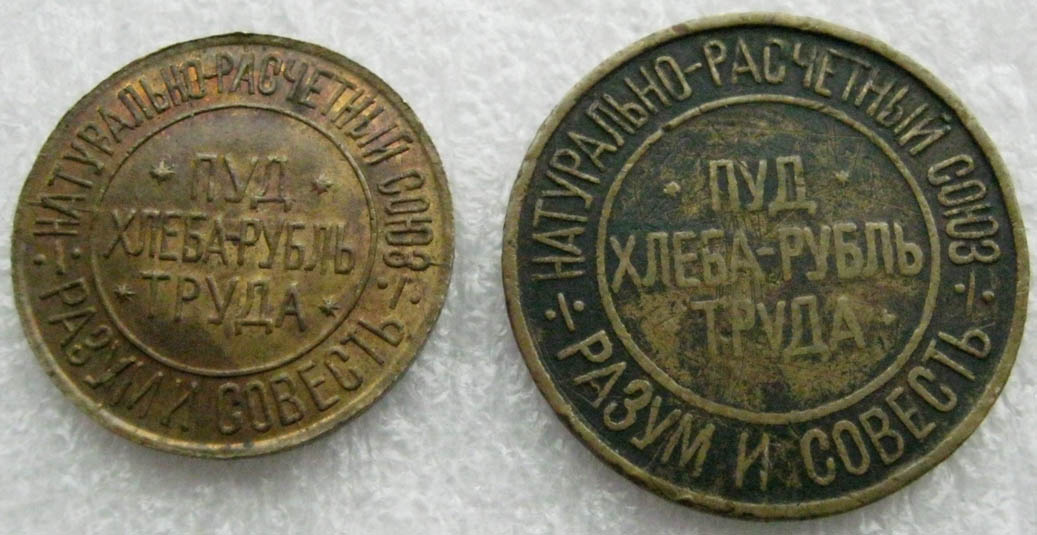 НАТУРАЛЬНО-РАСЧЕТНЫЙ СОЮЗ
ПУД
ХЛЕБА-РУБЛЬ
ТРУДА
РАЗУМ И СОВЕСТЬ
НАТУРАЛЬНО-РАСЧЕТНЫЙ СОЮЗ
ПУД
ХЛЕБА-РУБЛЬ
ТРУДА
РАЗУМ И СОВЕСТЬ